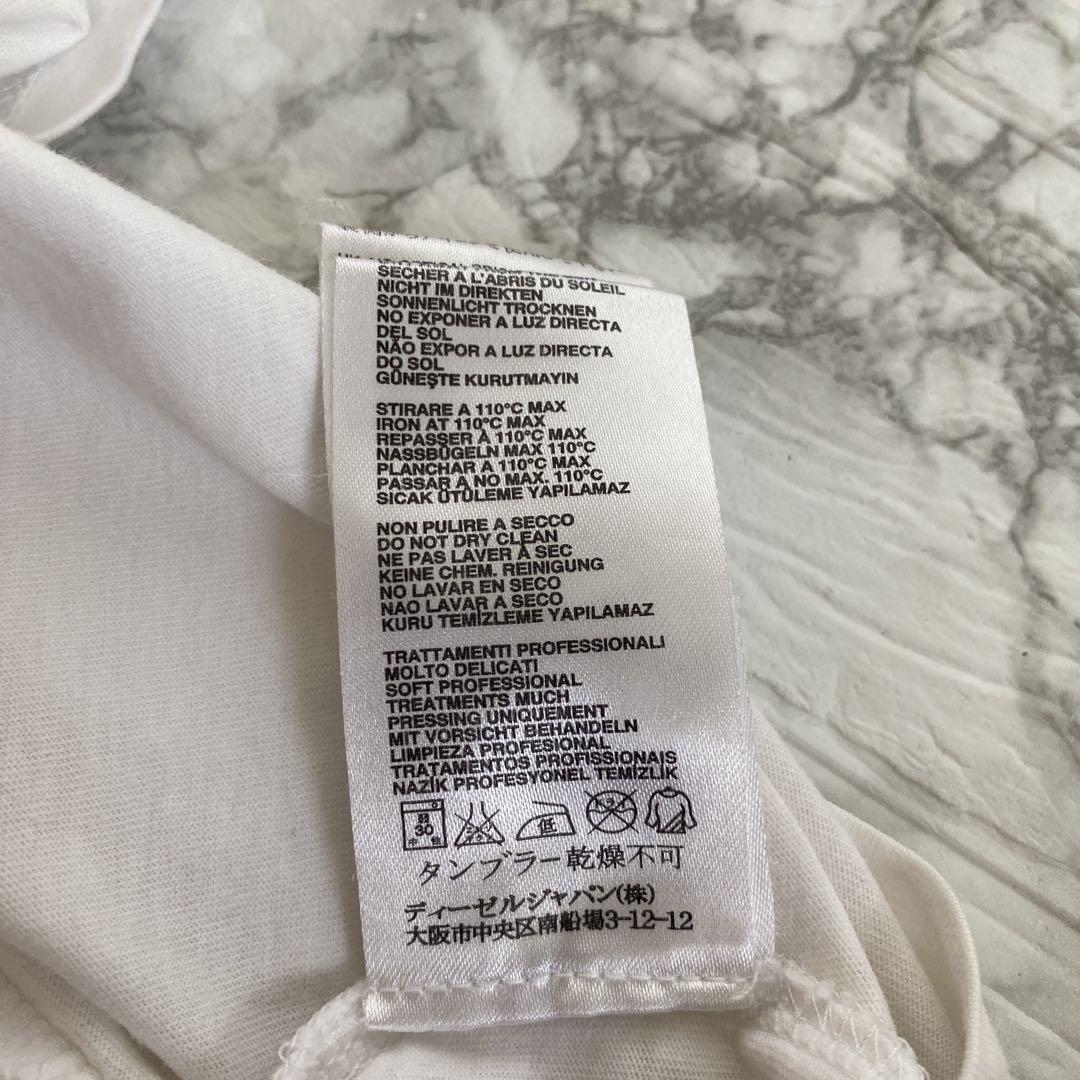 SECHER A L'ABRIS DU SOLEIL
NICHT IM DIREKTEN
SONNENLICHT TROCKNEN
NO EXPONER A LUZ DIRECTA
DEL SOL
NÃO EXPOR A LUZ DIRECTA
DO SOL
GÜNEŞTE KURUTMAYIN
STIRARE A 110°C MAX
IRON AT 110°C MAX
REPASSER À 110°C MAX
NASSBÜGELN MAX 110°C
PLANCHAR A 110°C MAX
PASSAR A NO MAX. 110°C
SICAK ÜTÜLEME YAPILAMAZ
NON PULIRE A SECCO
DO NOT DRY CLEAN
NE PAS LAVER À SEC
KEINE CHEM. REINIGUNG
NO LAVAR EN SECO
NAO LAVAR A SECO
KURU TEMİZLEME YAPILAMAZ
TRATTAMENTI PROFESSIONALI
MOLTO DELICATI
SOFT PROFESSIONAL
TREATMENTS MUCH
PRESSING UNIQUEMENT
MIT VORSICHT BEHANDELN
LIMPIEZA PROFESIONAL
TRATAMENTOS PROFISSIONAIS
NAZİK PROFESYONEL TEMİZLİK
30 中性 低
タンブラー乾燥不可
ディーゼルジャパン(株)
大阪市中央区南船場3-12-12